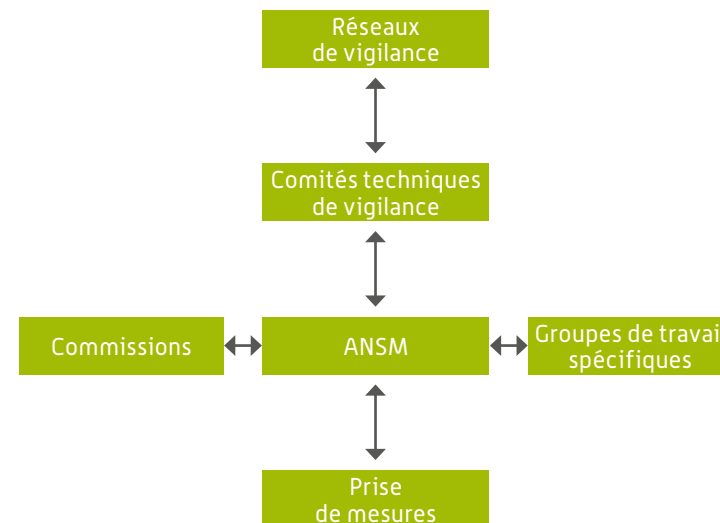 Réseaux
de vigilance
Comités techniques
de vigilance
Commissions
ANSM
Groupes de travai
spécifiques
Prise
de mesures